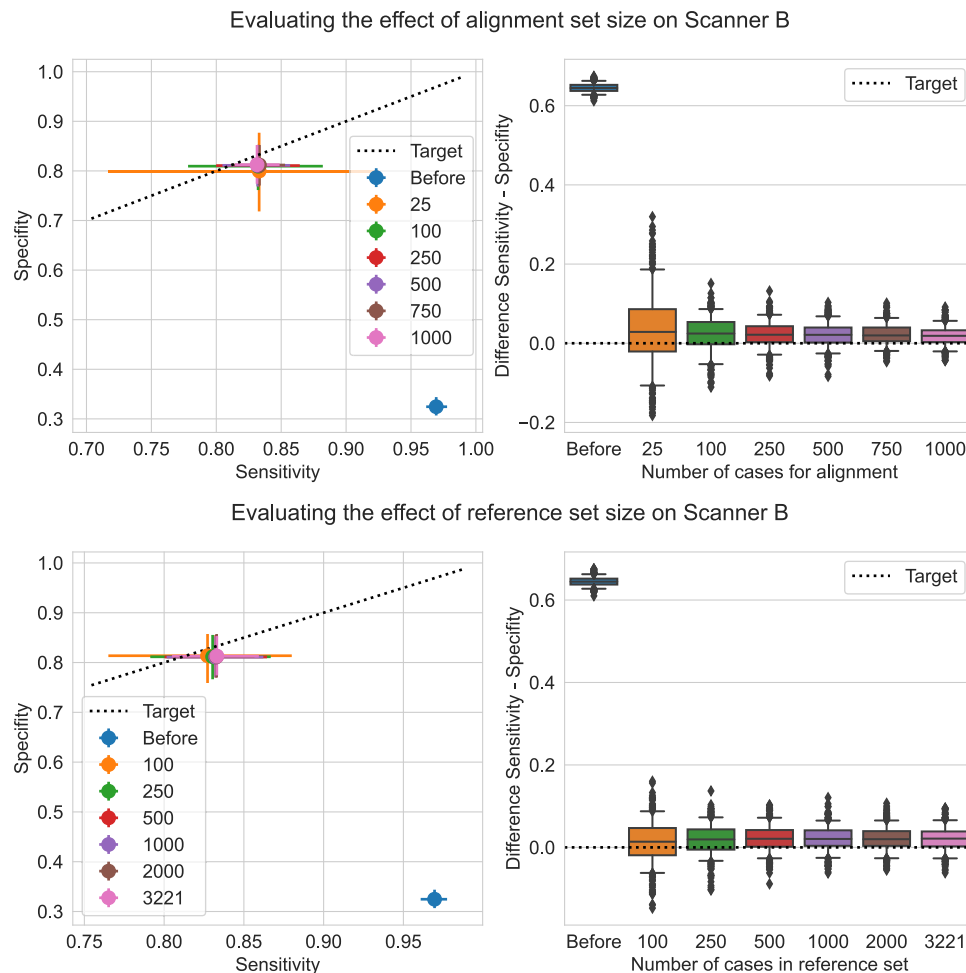 Evaluating the effect of alignment set size on Scanner B
1.0
0.9
0.8
0.7
0.6
0.5
0.4
0.3
Specifity
0.70 0.75 0.80 0.85 0.90 0.95 1.00
Sensitivity
Target
Before
25
100
250
500
750
1000
Difference Sensitivity - Specifity
0.6
0.4
0.2
0.0
−0.2
Target
Before 25 100 250 500 750 1000
Number of cases for alignment
Evaluating the effect of reference set size on Scanner B
1.0
0.9
0.8
0.7
0.6
0.5
0.4
0.3
Specifity
0.75 0.80 0.85 0.90 0.95
Sensitivity
Target
Before
100
250
500
1000
2000
3221
Difference Sensitivity - Specifity
0.6
0.4
0.2
0.0
Target
Before 100 250 500 1000 2000 3221
Number of cases in reference set